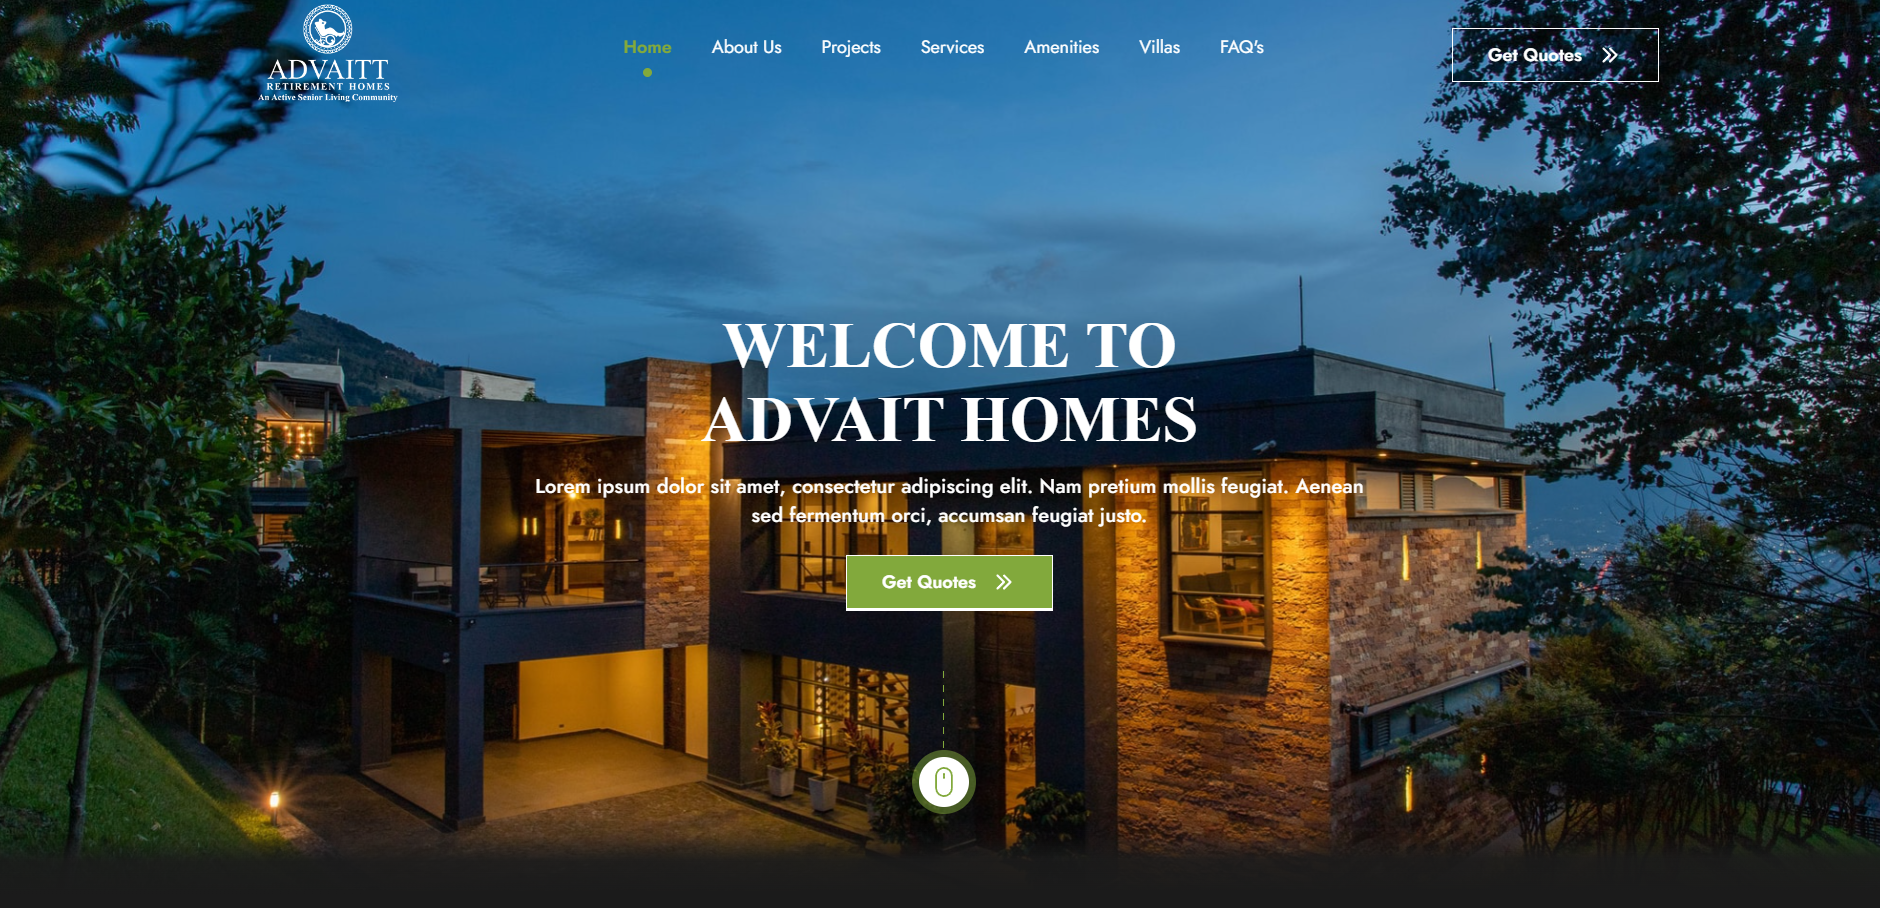 ADVAITT
RETIREMENT HOMES
An Active Senior Living Community
Home About Us Projects Services Amenities Villas FAQ's
Get Quotes
WELCOME TO
ADVAIT HOMES
Lorem ipsum dolor sit amet, consectetur adipiscing elit. Nam pretium mollis feugiat. Aenean
sed fermentum orci, accumsan feugiat justo.
Get Quotes